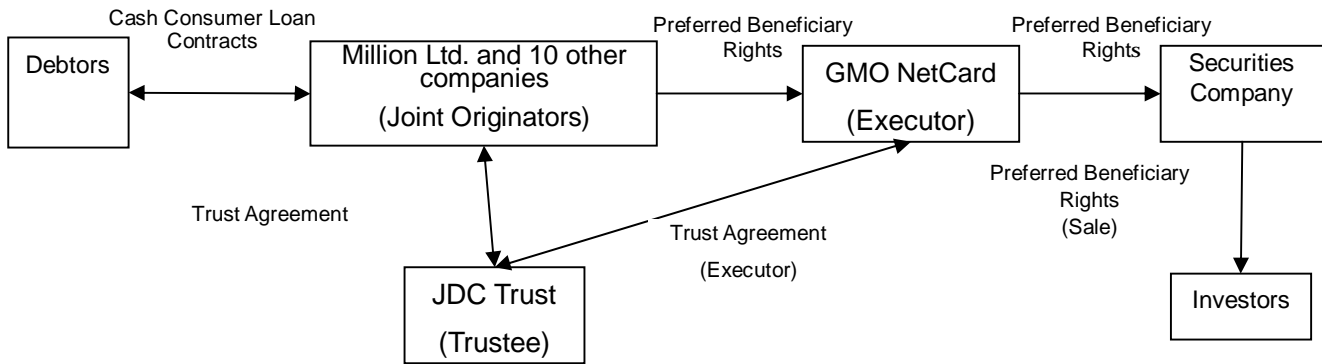 Cash Consumer Loan
Contracts
Debtors
Million Ltd. and 10 other
companies
(Joint Originators)
Preferred Beneficiary
Rights
GMO NetCard
(Executor)
Preferred Beneficiary
Rights
Securities
Company
Trust Agreement
Trust Agreement
(Executor)
Preferred Beneficiary
Rights
(Sale)
JDC Trust
(Trustee)
Investors